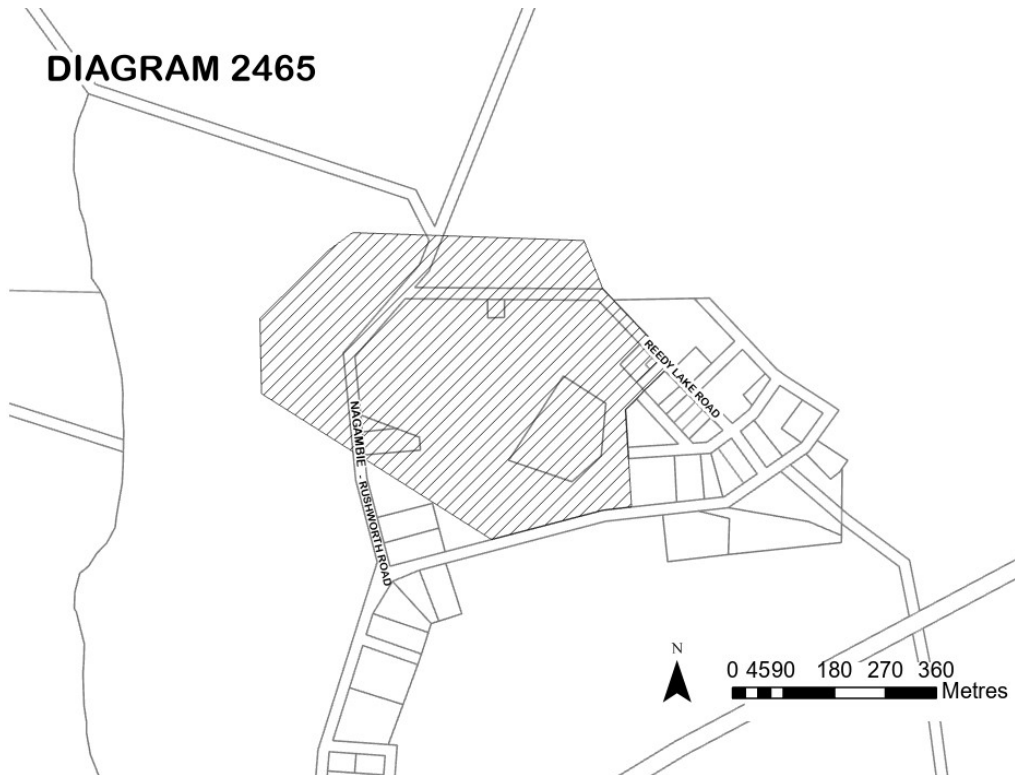 DIAGRAM 2465
REEDY LAKE ROAD
NAGAMBIE - RUSHWORTH ROAD
N
0 4590 180 270 360
Metres